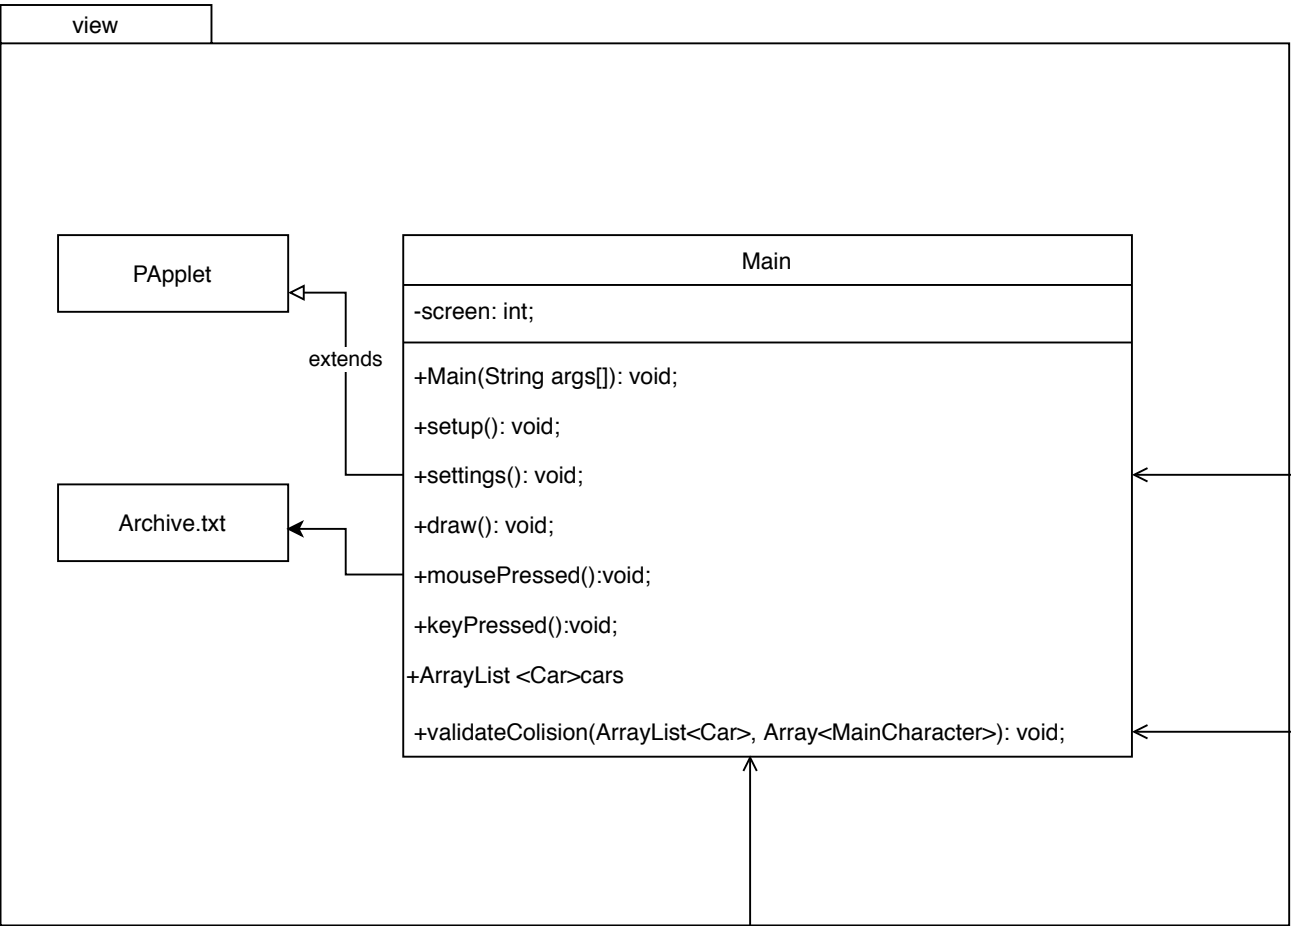 view
PApplet
Main
-screen: int;
extends
+Main(String args[]): void;
+setup(): void;
+settings(): void;
Archive.txt
+draw(): void;
+mousePressed():void;
+keyPressed():void;
+ArrayList <Car>cars
+validateColision(ArrayList<Car>, Array<MainCharacter>): void;